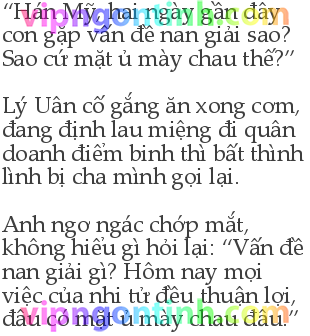 “Hán Mỹ, hai ngày gần đây
con gặp vấn đề nan giải sao?
Sao cứ mặt ủ mày chau thế?”
Lý Uân cố gắng ăn xong cơm,
đang định lau miệng đi quân
doanh điểm binh thì bất thình
lình bị cha mình gọi lại.
Anh ngơ ngác chớp mắt,
không hiểu gì hỏi lại: “Vấn đề
nan giải gì? Hôm nay mọi
việc của nhi tử đều thuận lợi,
đâu có mặt ủ mày chau đâu.”
vipngontinh.com
vipngontinh.com